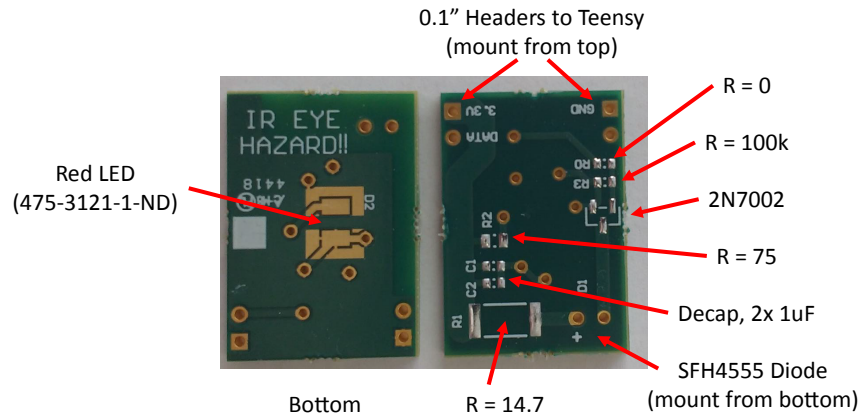 0.1” Headers to Teensy
(mount from top)
R = 0
R = 100k
2N7002
R = 75
Decap, 2x 1uF
SFH4555 Diode
(mount from bottom)
R = 14.7
Bottom
Red LED
(475-3121-1-ND)
IR EYE
HAZARD!!
4418
D2
3.3V
GND
DATA
R0
R3
R2
C1
C2
D1
R1
+